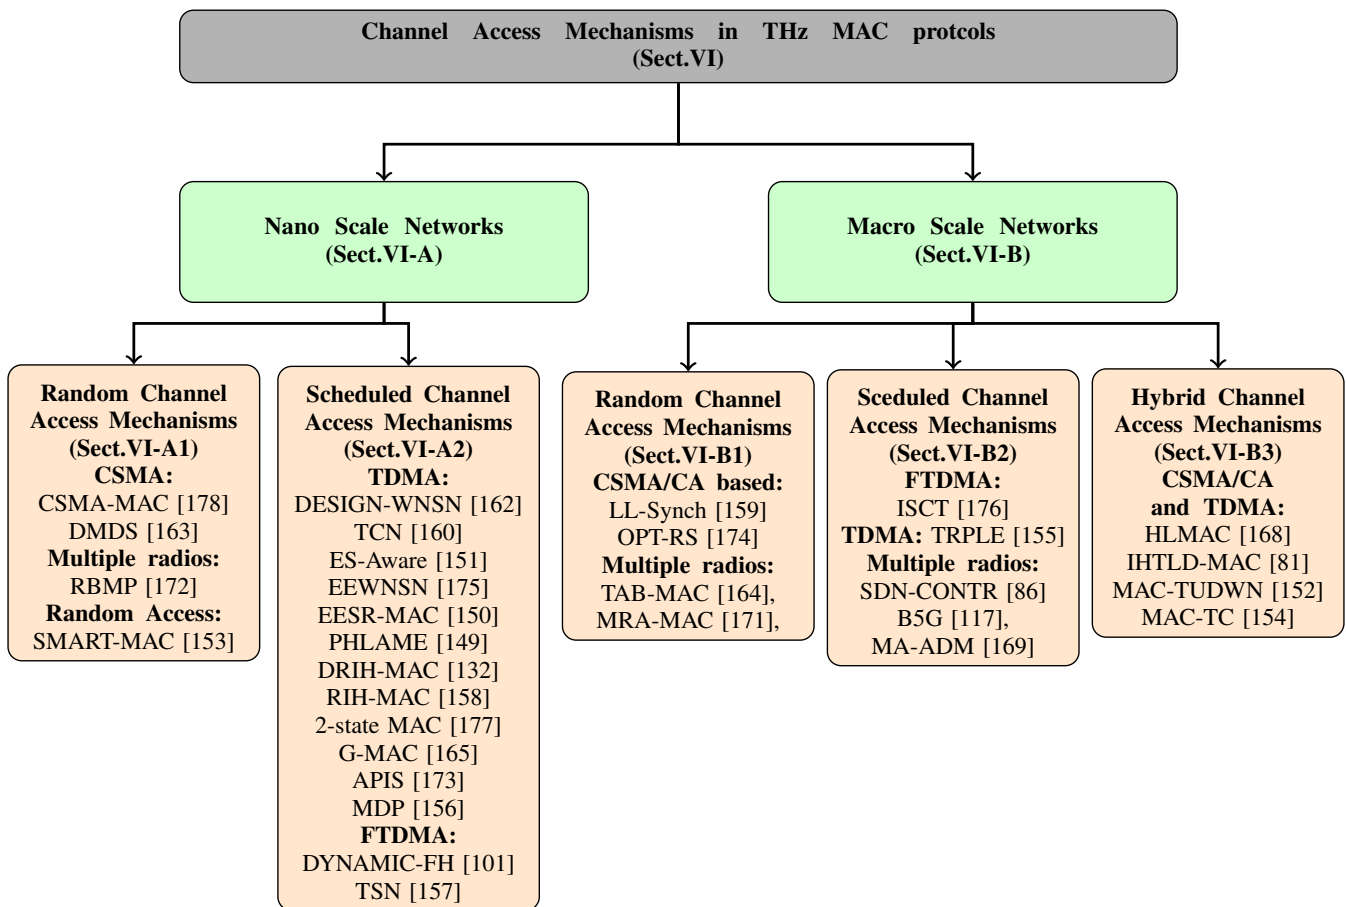 Channel Access Mechanisms in THz MAC protcols
(Sect.VI)
Nano Scale Networks
(Sect.VI-A)
Macro Scale Networks
(Sect.VI-B)
Random Channel
Access Mechanisms
(Sect.VI-A1)
CSMA:
CSMA-MAC [178]
DMDS [163]
Multiple radios:
RBMP [172]
Random Access:
SMART-MAC [153]
Scheduled Channel
Access Mechanisms
(Sect.VI-A2)
TDMA:
DESIGN-WNSN [162]
TCN [160]
ES-Aware [151]
EEWNSN [175]
EESR-MAC [150]
PHLAME [149]
DRIH-MAC [132]
RIH-MAC [158]
2-state MAC [177]
G-MAC [165]
APIS [173]
MDP [156]
FTDMA:
DYNAMIC-FH [101]
TSN [157]
Random Channel
Access Mechanisms
(Sect.VI-B1)
CSMA/CA based:
LL-Synch [159]
OPT-RS [174]
Multiple radios:
TAB-MAC [164],
MRA-MAC [171],
Sceduled Channel
Access Mechanisms
(Sect.VI-B2)
FTDMA:
ISCT [176]
TDMA: TRPLE [155]
Multiple radios:
SDN-CONTR [86]
B5G [117],
MA-ADM [169]
Hybrid Channel
Access Mechanisms
(Sect.VI-B3)
CSMA/CA
and TDMA:
HLMAC [168]
IHTLD-MAC [81]
MAC-TUDWN [152]
MAC-TC [154]